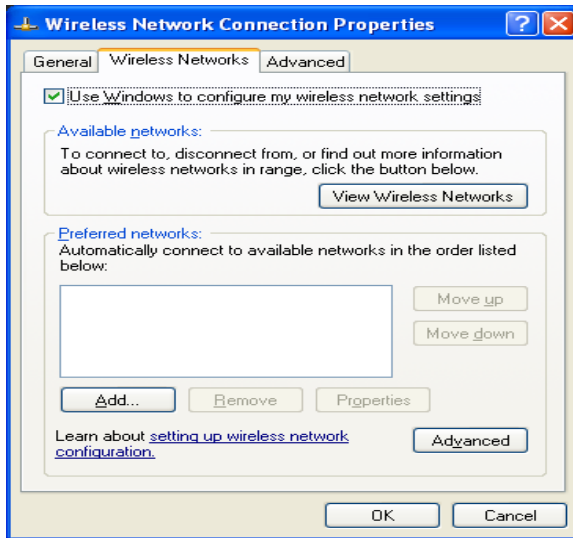 Wireless Network Connection Properties
General Wireless Networks Advanced
Use Windows to configure my wireless network settings
Available networks:
To connect to, disconnect from, or find out more information
about wireless networks in range, click the button below.
View Wireless Networks
Preferred networks:
Automatically connect to available networks in the order listed
below:
Move up
Move down
Add... Remove Properties
Learn about setting up wireless network
configuration.
Advanced
OK Cancel